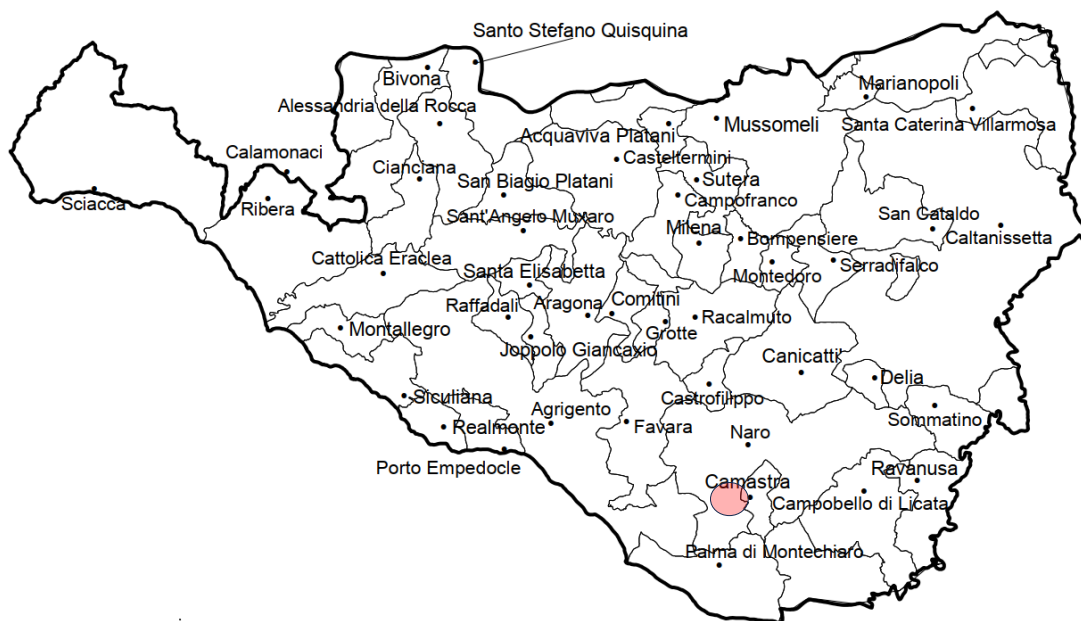 Santo Stefano Quisquina
Bivona
Marianopoli
Alessandria della Rocca
Acquaviva Platani
Mussomeli
Santa Caterina Villarmosa
Calamonaci
Casteltermini
Cianciana
San Biagio Platani
Sutera
Sciacca
Ribera
Campofranco
Sant'Angelo Muxaro
Milena
San Cataldo
Bompensiere
Caltanissetta
Cattolica Eraclea
Santa Elisabetta
Montedoro
Serradifalco
Raffadali
Aragona
Comitini
Montallegro
Grotte
Racalmuto
Joppolo Giancaxio
Canicatti'
Delia
Siculiana
Castrofilippo
Agrigento
Sommatino
Realmonte
Favara
Naro
Porto Empedocle
Ravanusa
Camastra
Campobello di Licata
Palma di Montechiaro